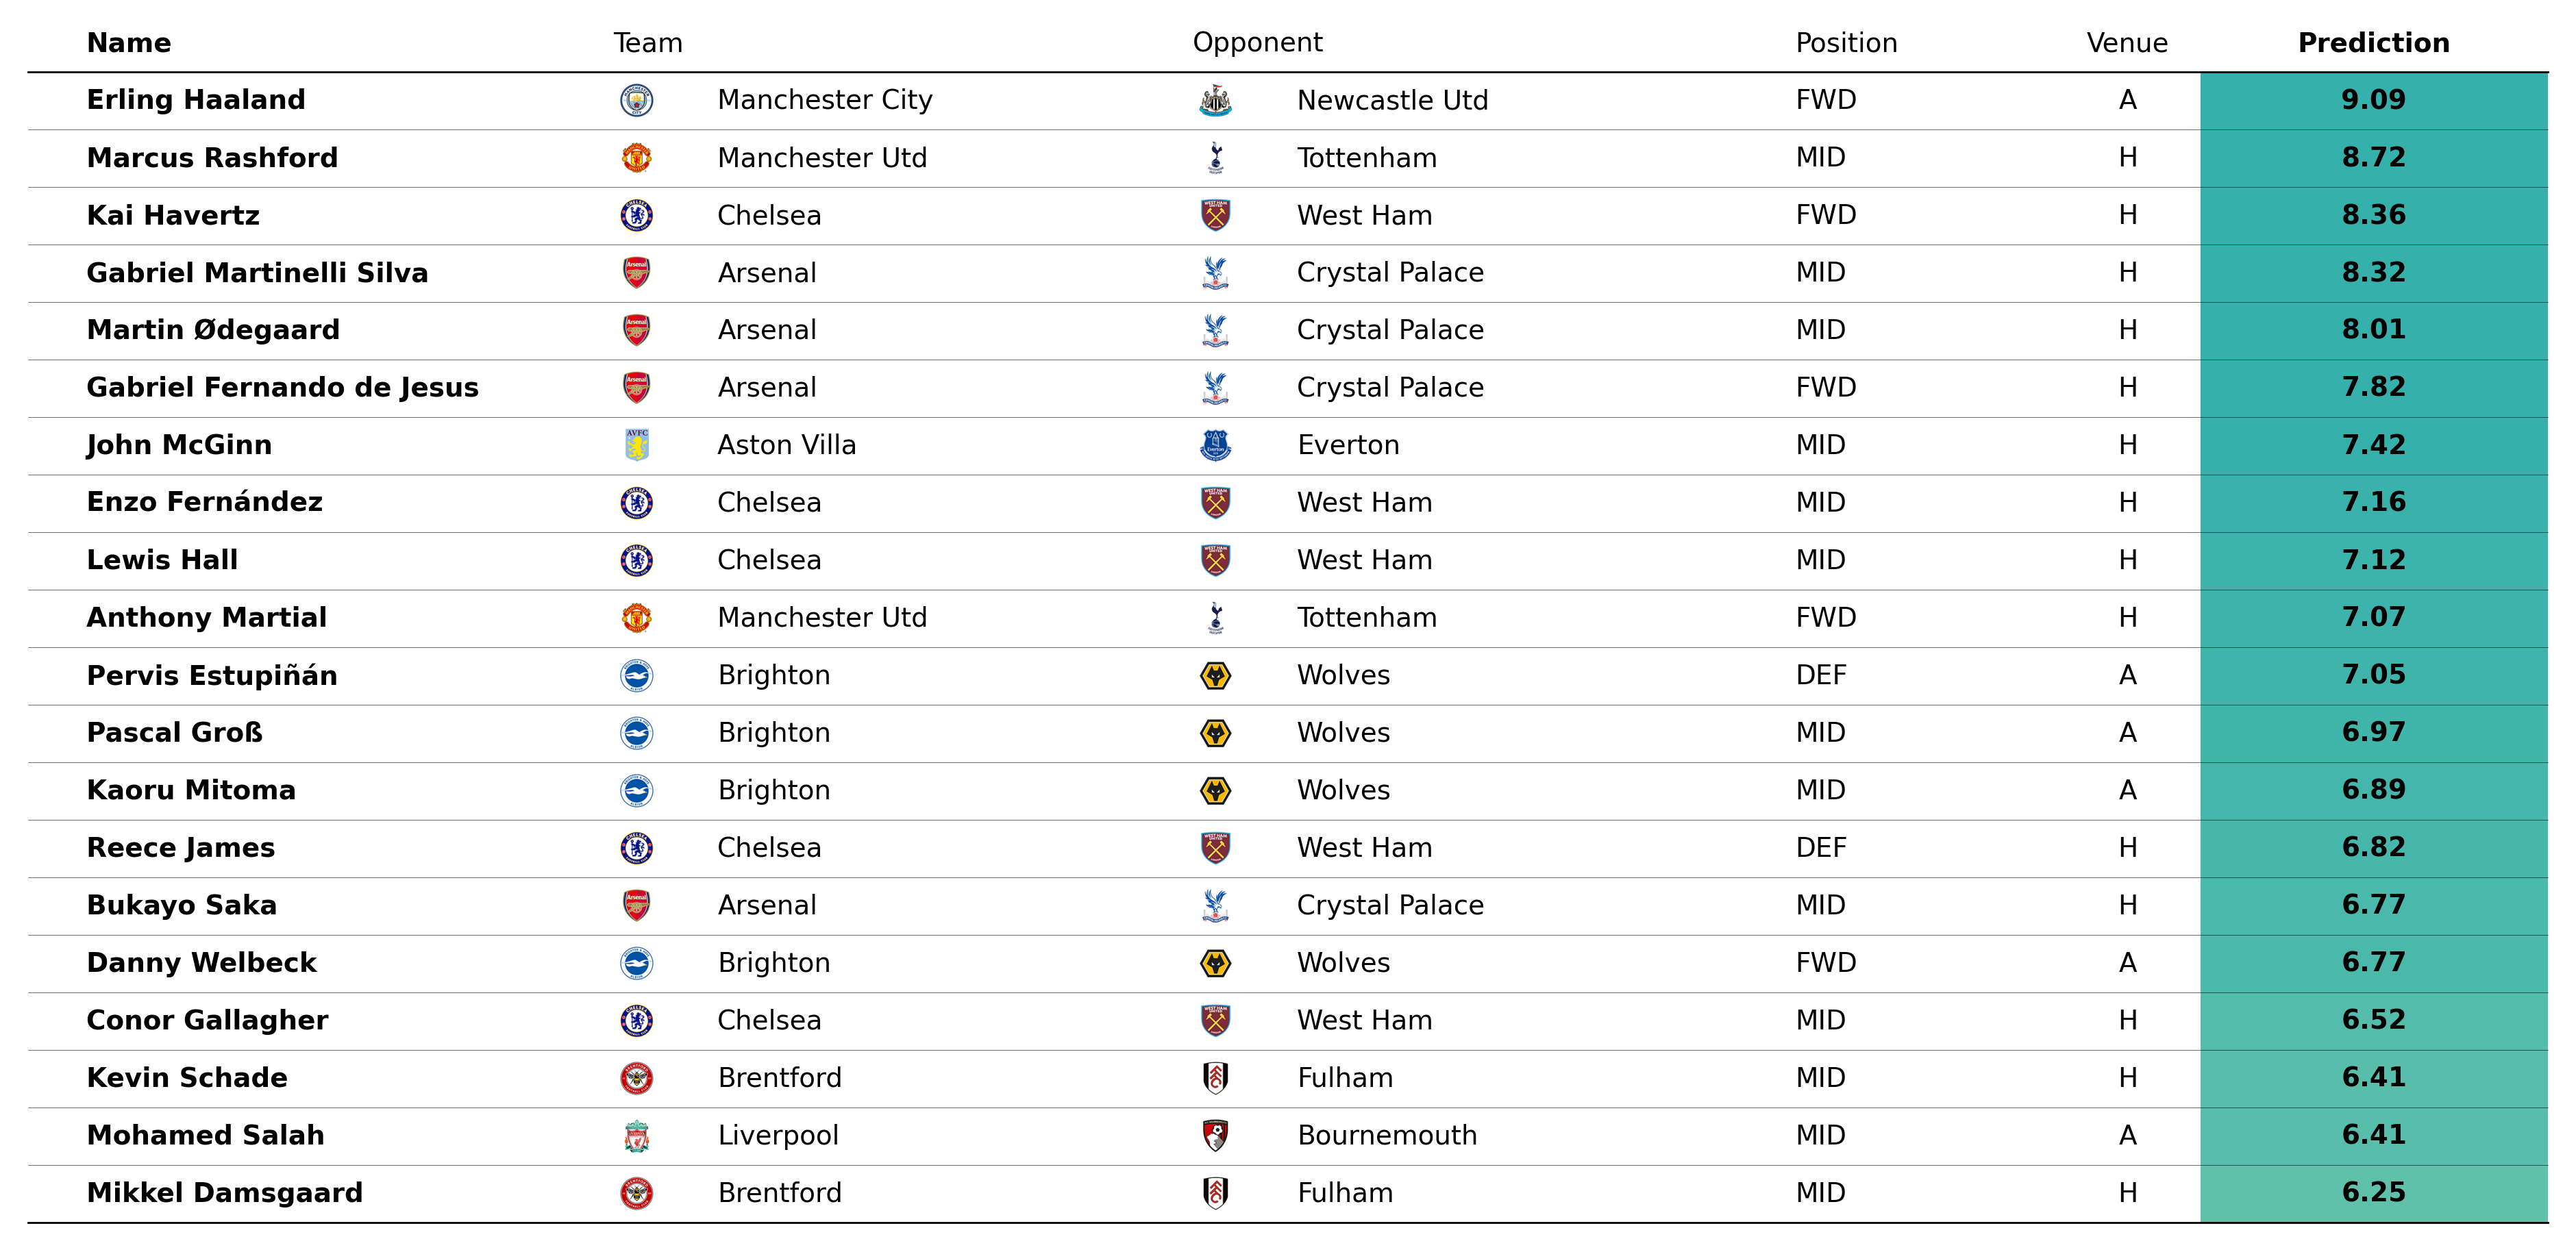 Name Team Opponent Position Venue Prediction
Erling Haaland Manchester City Newcastle Utd FWD A 9.09
Marcus Rashford Manchester Utd Tottenham MID H 8.72
Kai Havertz Chelsea West Ham FWD H 8.36
Gabriel Martinelli Silva Arsenal Crystal Palace MID H 8.32
Martin Ødegaard Arsenal Crystal Palace MID H 8.01
Gabriel Fernando de Jesus Arsenal Crystal Palace FWD H 7.82
John McGinn Aston Villa Everton MID H 7.42
Enzo Fernández Chelsea West Ham MID H 7.16
Lewis Hall Chelsea West Ham MID H 7.12
Anthony Martial Manchester Utd Tottenham FWD H 7.07
Pervis Estupiñán Brighton Wolves DEF A 7.05
Pascal Groß Brighton Wolves MID A 6.97
Kaoru Mitoma Brighton Wolves MID A 6.89
Reece James Chelsea West Ham DEF H 6.82
Bukayo Saka Arsenal Crystal Palace MID H 6.77
Danny Welbeck Brighton Wolves FWD A 6.77
Conor Gallagher Chelsea West Ham MID H 6.52
Kevin Schade Brentford Fulham MID H 6.41
Mohamed Salah Liverpool Bournemouth MID A 6.41
Mikkel Damsgaard Brentford Fulham MID H 6.25